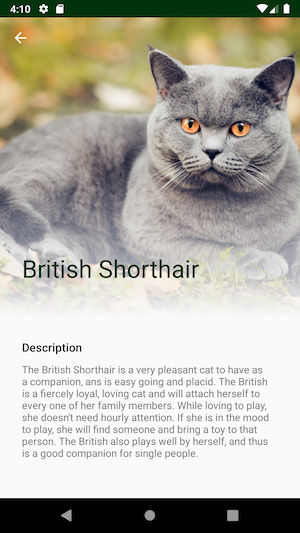 4:10
British Shorthair
Description
The British Shorthair is a very pleasant cat to have as
a companion, ans is easy going and placid. The British
is a fiercely loyal, loving cat and will attach herself to
every one of her family members. While loving to play,
she doesn't need hourly attention. If she is in the mood
to play, she will find someone and bring a toy to that
person. The British also plays well by herself, and thus
is a good companion for single people.